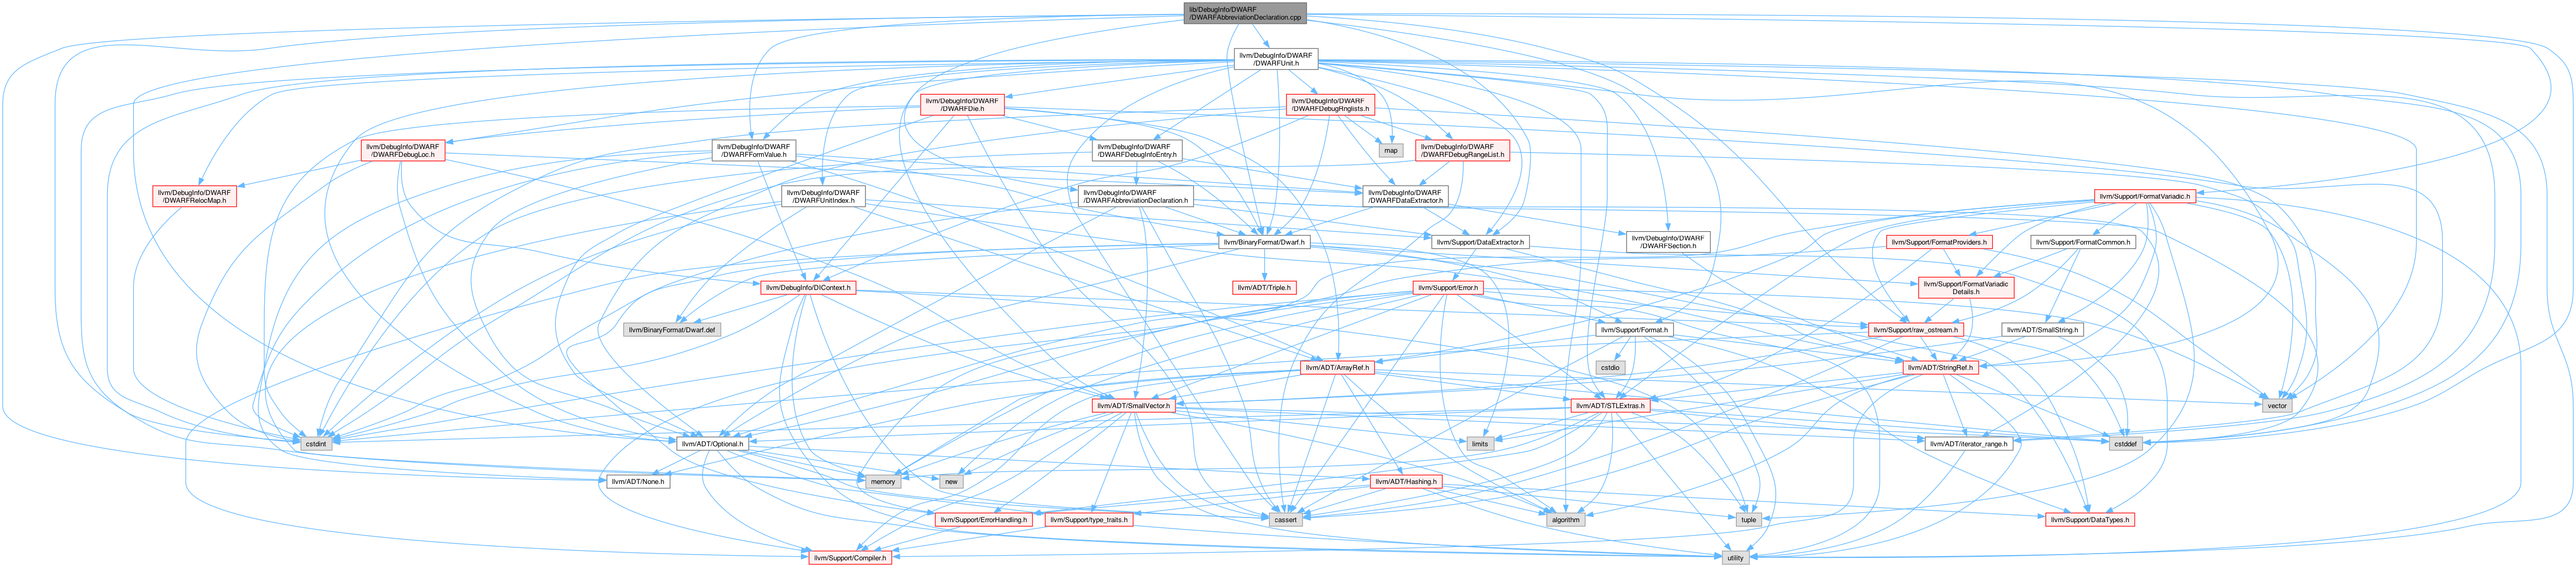 lib/DebugInfo/DWARF
/DWARFAbbreviationDeclaration.cpp
llvm/DebugInfo/DWARF
/DWARFUnit.h
llvm/DebugInfo/DWARF
/DWARFDie.h
llvm/DebugInfo/DWARF
/DWARFDebugRnglists.h
llvm/DebugInfo/DWARF
/DWARFDebugLoc.h
llvm/DebugInfo/DWARF
/DWARFFormValue.h
llvm/DebugInfo/DWARF
/DWARFDebugInfoEntry.h
map
llvm/DebugInfo/DWARF
/DWARFDebugRangeList.h
llvm/DebugInfo/DWARF
/DWARFRelocMap.h
llvm/DebugInfo/DWARF
/DWARFUnitIndex.h
llvm/DebugInfo/DWARF
/DWARFAbbreviationDeclaration.h
llvm/DebugInfo/DWARF
/DWARFDataExtractor.h
llvm/Support/FormatVariadic.h
llvm/BinaryFormat/Dwarf.h
llvm/Support/DataExtractor.h
llvm/DebugInfo/DWARF
/DWARFSection.h
llvm/Support/FormatProviders.h
llvm/Support/FormatCommon.h
llvm/DebugInfo/DIContext.h
llvm/ADT/Triple.h
llvm/Support/Error.h
llvm/Support/FormatVariadic
Details.h
llvm/BinaryFormat/Dwarf.def
llvm/Support/Format.h
llvm/Support/raw_ostream.h
llvm/ADT/SmallString.h
llvm/ADT/ArrayRef.h
cstdio
llvm/ADT/StringRef.h
llvm/ADT/SmallVector.h
llvm/ADT/STLExtras.h
vector
cstdint
llvm/ADT/Optional.h
limits
llvm/ADT/iterator_range.h
cstddef
llvm/ADT/None.h
memory
new
llvm/ADT/Hashing.h
llvm/Support/ErrorHandling.h
llvm/Support/type_traits.h
cassert
algorithm
tuple
llvm/Support/DataTypes.h
llvm/Support/Compiler.h
utility